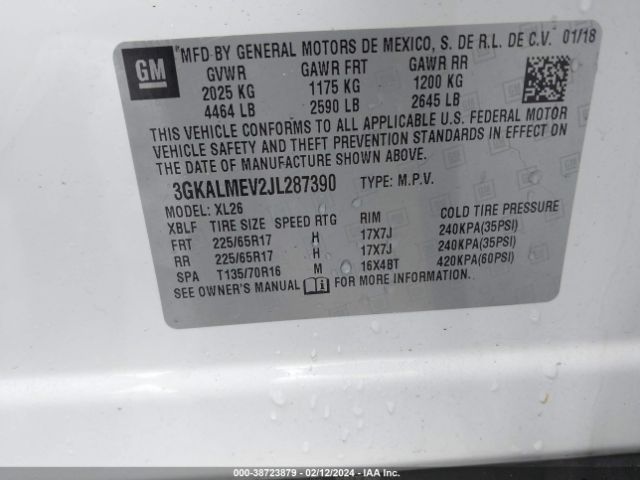 GM
*MFD BY GENERAL MOTORS DE MEXICO, S. DE R.L. DE C.V. 01/18
GVWR GAWR FRT GAWR RR
2025 KG 1175 KG 1200 KG
4464 LB 2590 LB 2645 LB
THIS VEHICLE CONFORMS TO ALL APPLICABLE U.S. FEDERAL MOTOR
VEHICLE SAFETY AND THEFT PREVENTION STANDARDS IN EFFECT ON
THE DATE OF MANUFACTURE SHOWN ABOVE.
3GKALMEV2JL287390 TYPE: M.P.V.
MODEL: XL26
XBLF TIRE SIZE SPEED RTG RIM COLD TIRE PRESSURE
FRT 225/65R17 H 17X7J 240KPA(35PSI)
RR 225/65R17 H 17X7J 240KPA(35PSI)
SPA T135/70R16 M 16X4BT 420KPA(60PSI)
SEE OWNER'S MANUAL FOR MORE INFORMATION.
000-38723879 - 02/12/2024 - IAA Inc.